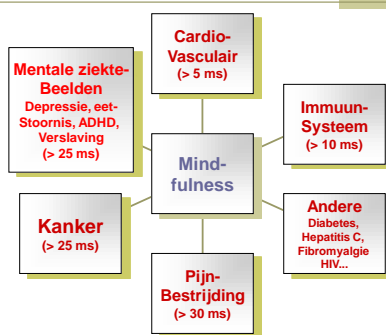 Cardio-
Vasculair
(> 5 ms)
Mentale ziekte-
Beelden
Depressie, eet-
Stoornis, ADHD,
Verslaving
(> 25 ms)
Immuun-
Systeem
(> 10 ms)
Mind-
fulness
Kanker
(> 25 ms)
Andere
Diabetes,
Hepatitis C,
Fibromyalgie
HIV...
Pijn-
Bestrijding
(> 30 ms)